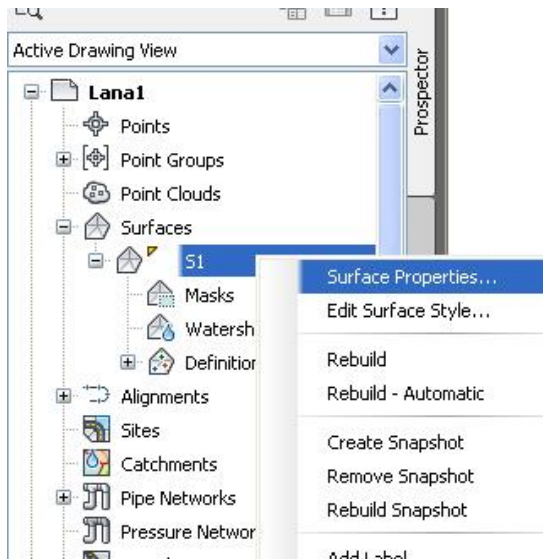 Active Drawing View
Prospector
Lana1
Points
Point Groups
Point Clouds
Surfaces
S1
Masks
Watersh
Definition
Alignments
Sites
Catchments
Pipe Networks
Pressure Networ
Surface Properties...
Edit Surface Style...
Rebuild
Rebuild - Automatic
Create Snapshot
Remove Snapshot
Rebuild Snapshot
Add Label